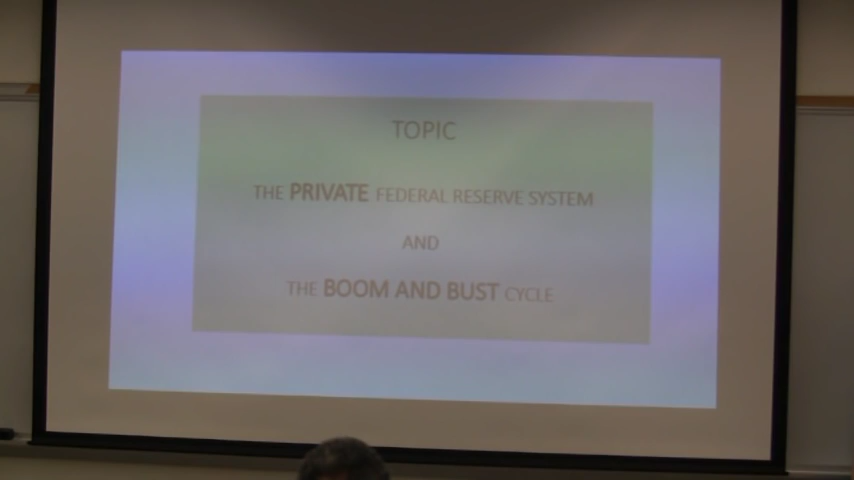 TOPIC
THE PRIVATE FEDERAL RESERVE SYSTEM
AND
THE BOOM AND BUST CYCLE